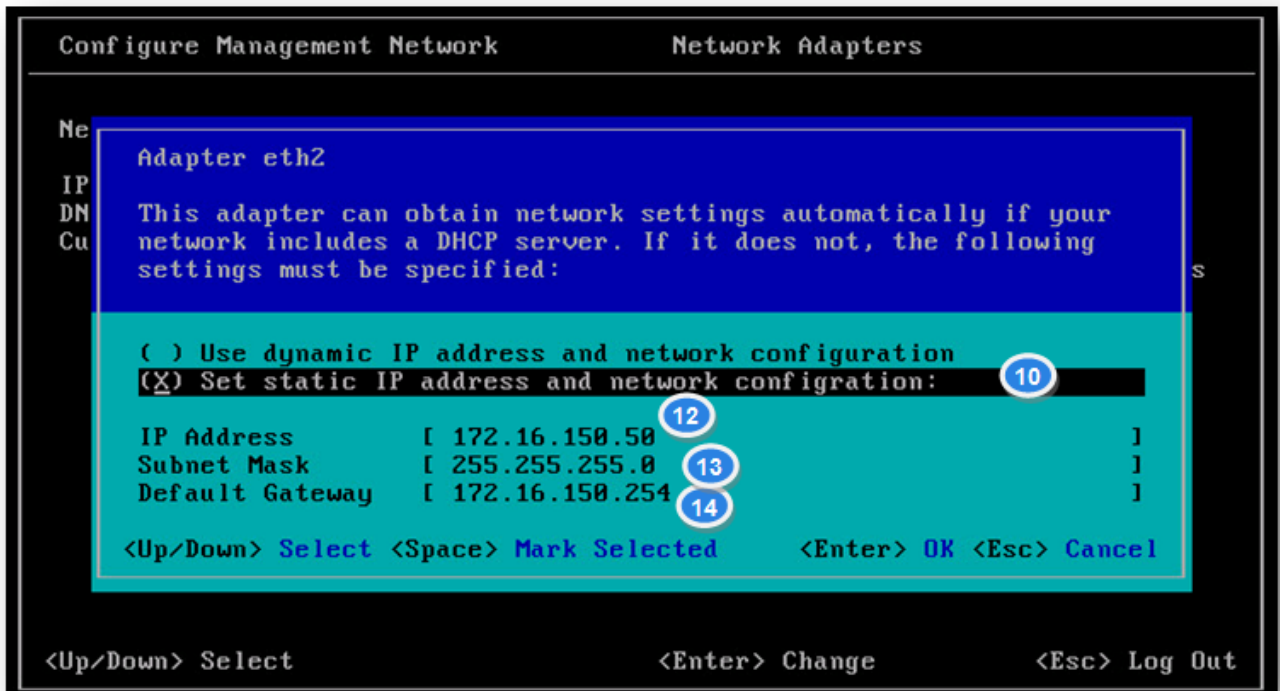 Configure Management Network Network Adapters
Ne
Adapter eth2
IP
DN This adapter can obtain network settings automatically if your
Cu network includes a DHCP server. If it does not, the following
settings must be specified: s
( ) Use dynamic IP address and network configuration
(X) Set static IP address and network configration: 10
12
IP Address [ 172.16.150.50 ]
Subnet Mask [ 255.255.255.0 13 ]
Default Gateway [ 172.16.150.254 ]
14
<Up/Down> Select <Space> Mark Selected <Enter> OK <Esc> Cancel
<Up/Down> Select <Enter> Change <Esc> Log Out